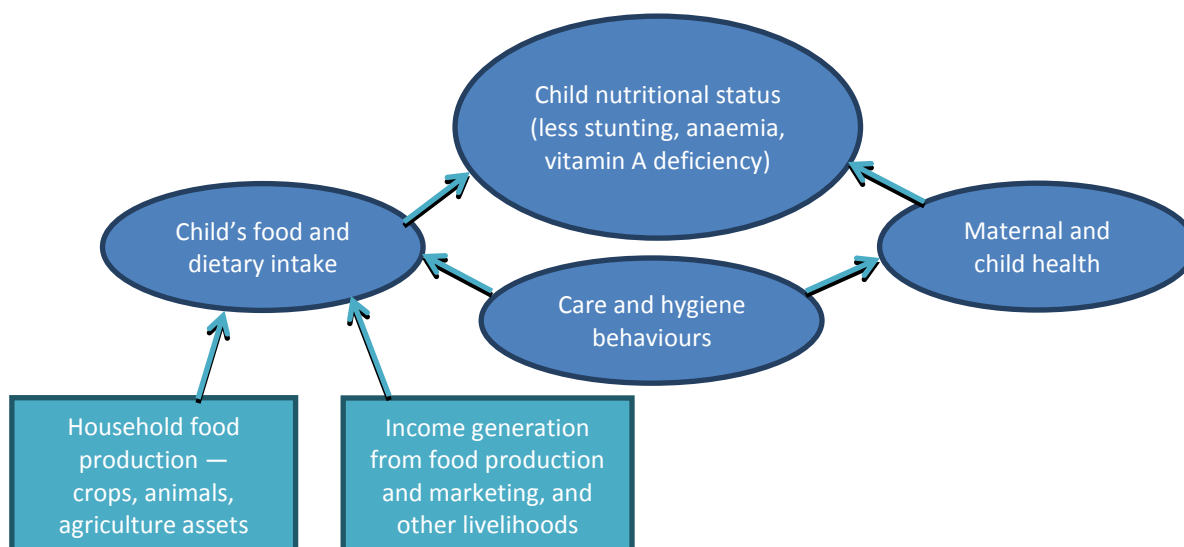 Child nutritional status
(less stunting, anaemia,
vitamin A deficiency)
Child’s food and
dietary intake
Maternal and
child health
Care and hygiene
behaviours
Household food
production —
crops, animals,
agriculture assets
Income generation
from food production
and marketing, and
other livelihoods